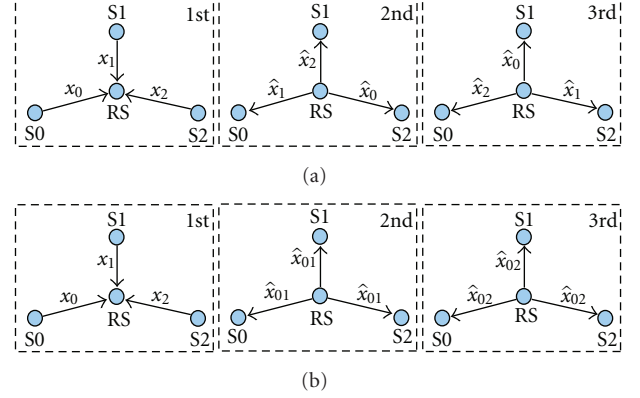 S1 1st S1 2nd S1 3rd
x₁ x̂₂ x̂₀
x₀ x₂ x̂₁ x̂₀ x̂₂ x̂₁
S0 RS S2 S0 RS S2 S0 RS S2
(a)
S1 1st S1 2nd S1 3rd
x₁ x̂₀₁ x̂₀₂
x₀ x₂ x̂₀₁ x̂₀₁ x̂₀₂ x̂₀₂
S0 RS S2 S0 RS S2 S0 RS S2
(b)